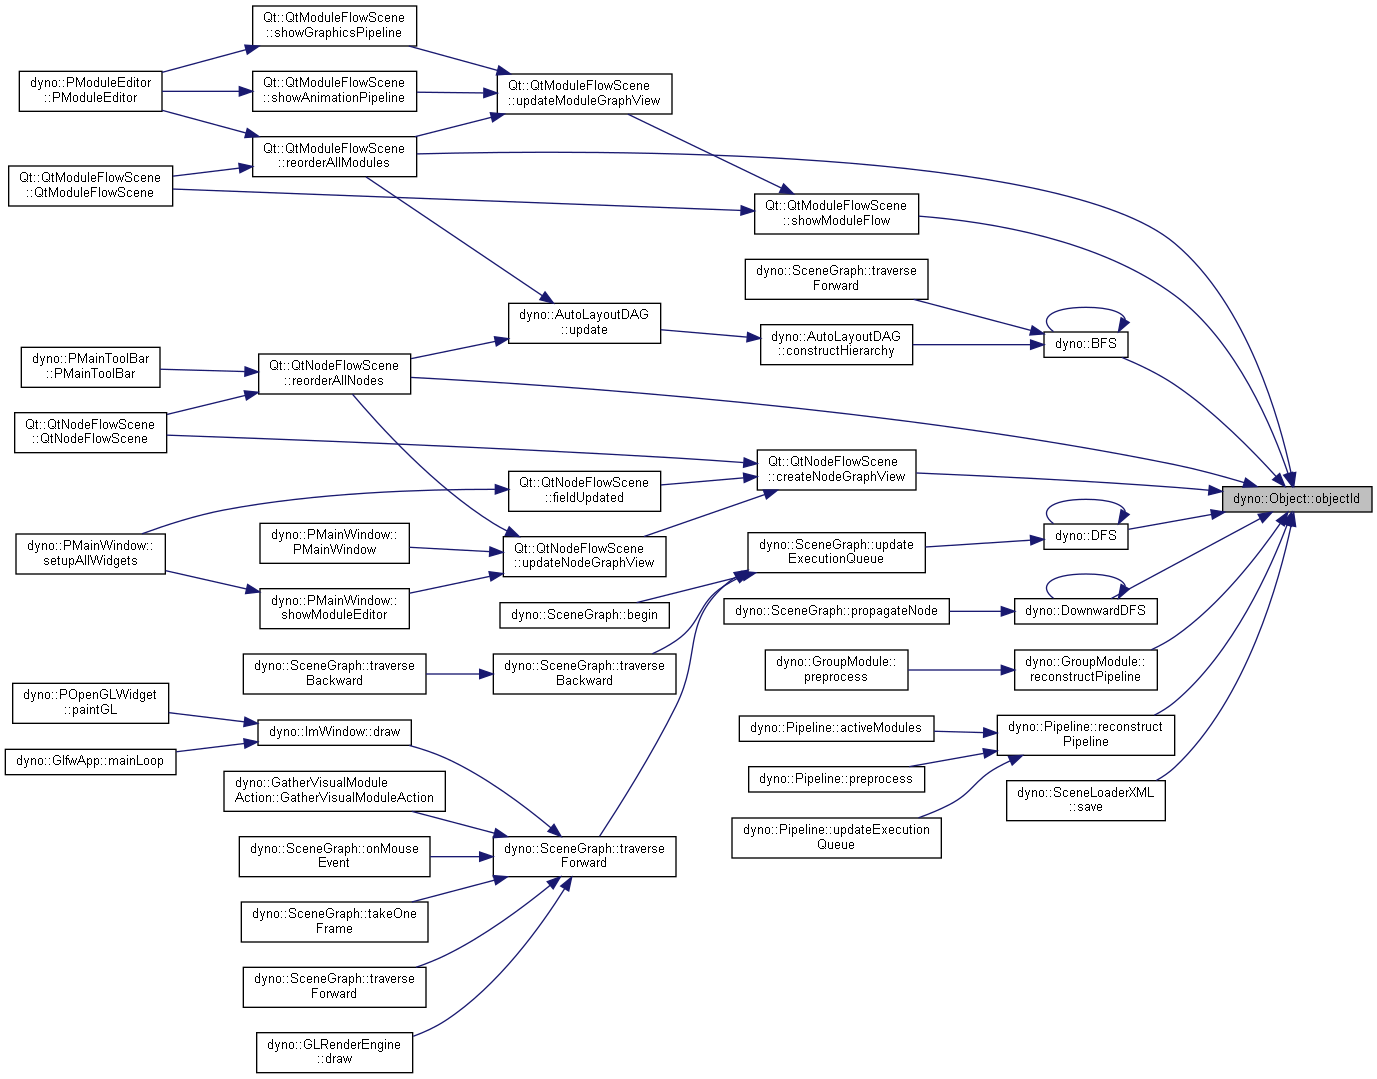 Qt::QtModuleFlowScene
::showGraphicsPipeline
dyno::PModuleEditor
::PModuleEditor
Qt::QtModuleFlowScene
::showAnimationPipeline
Qt::QtModuleFlowScene
::updateModuleGraphView
Qt::QtModuleFlowScene
::reorderAllModules
Qt::QtModuleFlowScene
::QtModuleFlowScene
Qt::QtModuleFlowScene
::showModuleFlow
dyno::SceneGraph::traverse
Forward
dyno::AutoLayoutDAG
::update
dyno::AutoLayoutDAG
::constructHierarchy
dyno::BFS
dyno::PMainToolBar
::PMainToolBar
Qt::QtNodeFlowScene
::reorderAllNodes
Qt::QtNodeFlowScene
::QtNodeFlowScene
Qt::QtNodeFlowScene
::createNodeGraphView
Qt::QtNodeFlowScene
::fieldUpdated
dyno::Object::objectId
dyno::PMainWindow::
setupAllWidgets
dyno::PMainWindow::
PMainWindow
Qt::QtNodeFlowScene
::updateNodeGraphView
dyno::SceneGraph::update
ExecutionQueue
dyno::DFS
dyno::PMainWindow::
showModuleEditor
dyno::SceneGraph::begin
dyno::SceneGraph::propagateNode
dyno::DownwardDFS
dyno::SceneGraph::traverse
Backward
dyno::SceneGraph::traverse
Backward
dyno::GroupModule::
preprocess
dyno::GroupModule::
reconstructPipeline
dyno::POpenGLWidget
::paintGL
dyno::ImWindow::draw
dyno::GlfwApp::mainLoop
dyno::Pipeline::activeModules
dyno::Pipeline::reconstruct
Pipeline
dyno::Pipeline::preprocess
dyno::SceneLoaderXML
::save
dyno::GatherVisualModule
Action::GatherVisualModuleAction
dyno::Pipeline::updateExecution
Queue
dyno::SceneGraph::onMouse
Event
dyno::SceneGraph::traverse
Forward
dyno::SceneGraph::takeOne
Frame
dyno::SceneGraph::traverse
Forward
dyno::GLRenderEngine
::draw